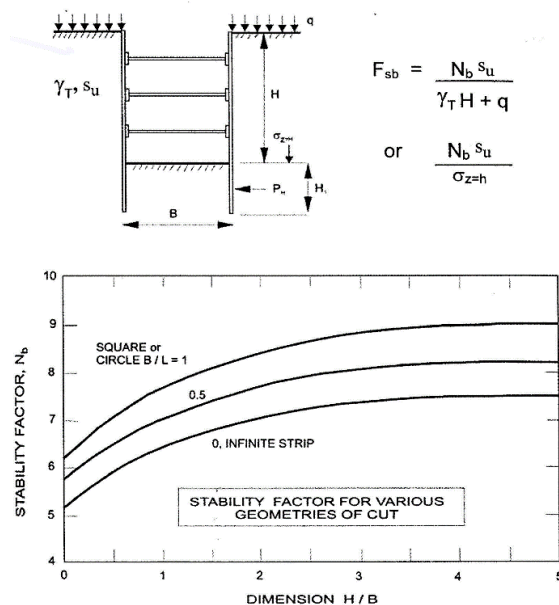 q
γT, su
H
σz=H
PH
H1
B
Fsb = Nb su
γT H + q
or Nb su
σz=h
10
9
8
7
6
5
4
STABILITY FACTOR, Nb
SQUARE OR
CIRCLE B / L = 1
0.5
0, INFINITE STRIP
STABILITY FACTOR FOR VARIOUS
GEOMETRIES OF CUT
0 1 2 3 4 5
DIMENSION H / B